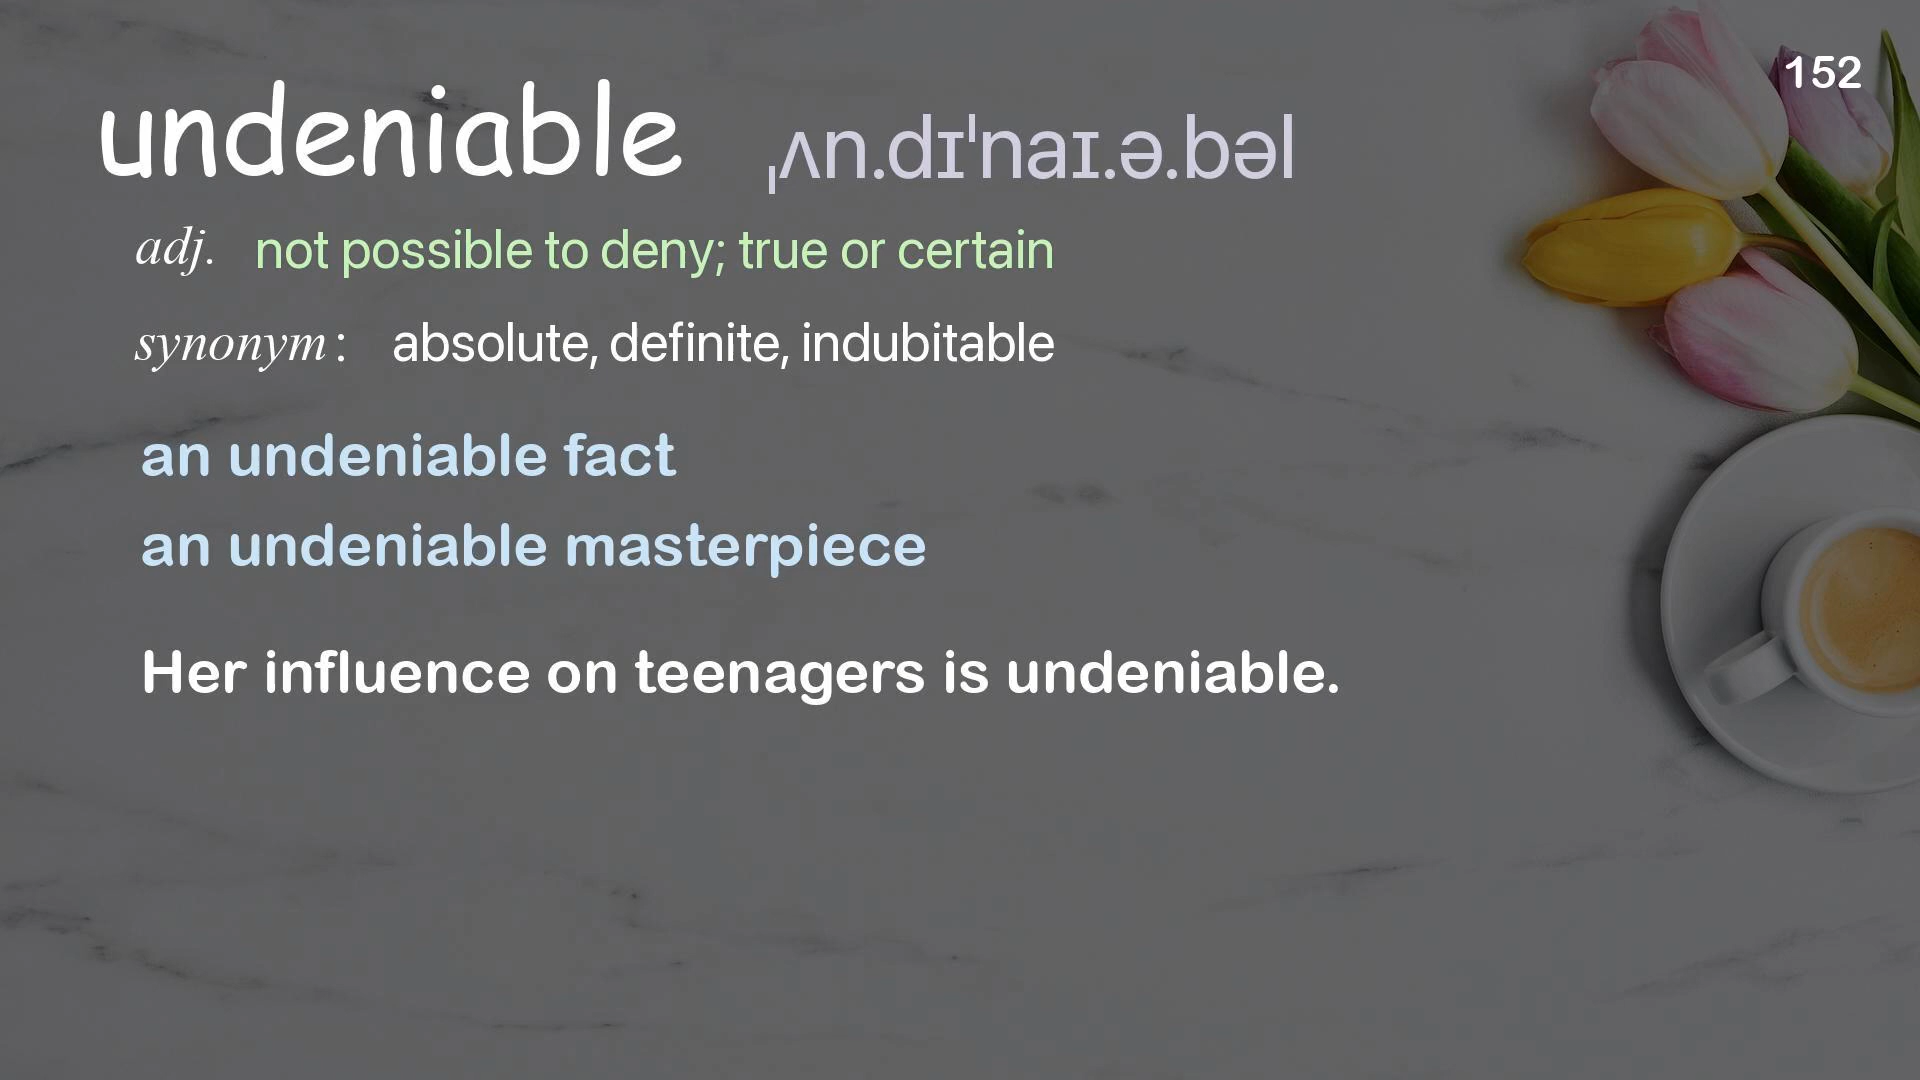 152
undeniable ˌʌn.dɪˈnaɪ.ə.bəl
adj. not possible to deny; true or certain
synonym : absolute, definite, indubitable
an undeniable fact
an undeniable masterpiece
Her influence on teenagers is undeniable.